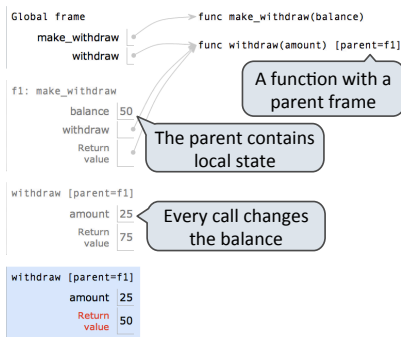 Global frame
func make_withdraw(balance)
make_withdraw
withdraw
func withdraw(amount) [parent=f1]
A function with a
parent frame
f1: make_withdraw
balance 50
withdraw
Return
value
The parent contains
local state
withdraw [parent=f1]
amount 25
Return
value 75
Every call changes
the balance
withdraw [parent=f1]
amount 25
Return
value 50